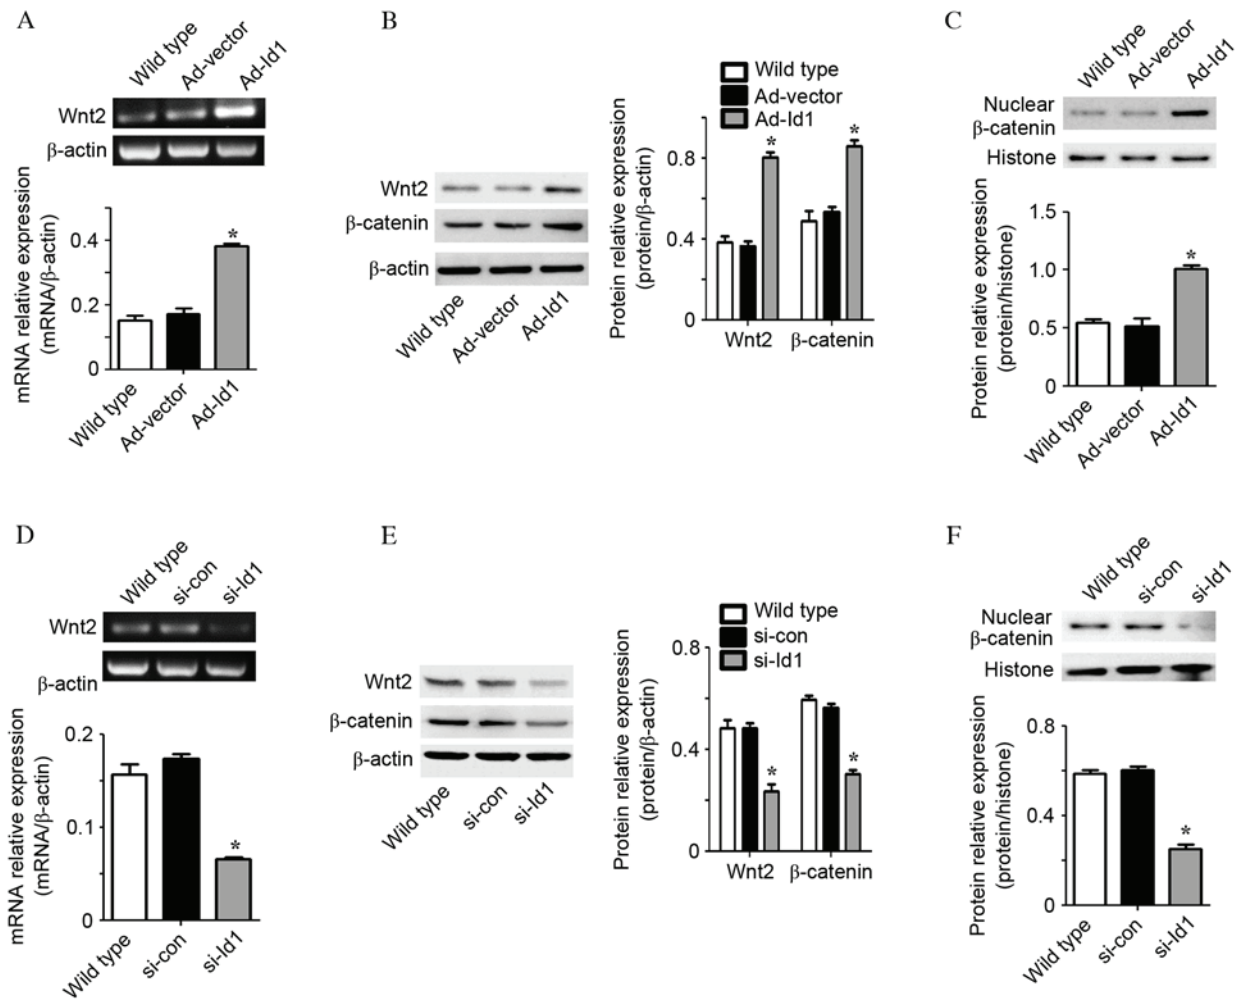 A
Wild type
Ad-vector
Ad-Id1
Wnt2
β-actin
mRNA relative expression
(mRNA/β-actin)
0.4
0.2
0
*
Wild type
Ad-vector
Ad-Id1
B
Wnt2
β-catenin
β-actin
Wild type
Ad-vector
Ad-Id1
Wild type
Ad-vector
Ad-Id1
Protein relative expression
(protein/β-actin)
0.8
0.4
0
*
*
Wnt2
β-catenin
C
Wild type
Ad-vector
Ad-Id1
Nuclear
β-catenin
Histone
Protein relative expression
(protein/histone)
1.5
1.0
0.5
0
*
Wild type
Ad-vector
Ad-Id1
D
Wild type
si-con
si-Id1
Wnt2
β-actin
mRNA relative expression
(mRNA/β-actin)
0.2
0.1
0
*
Wild type
si-con
si-Id1
E
Wnt2
β-catenin
β-actin
Wild type
si-con
si-Id1
Wild type
si-con
si-Id1
Protein relative expression
(protein/β-actin)
0.8
0.4
0
*
*
Wnt2
β-catenin
F
Wild type
si-con
si-Id1
Nuclear
β-catenin
Histone
Protein relative expression
(protein/histone)
0.8
0.4
0
*
Wild type
si-con
si-Id1